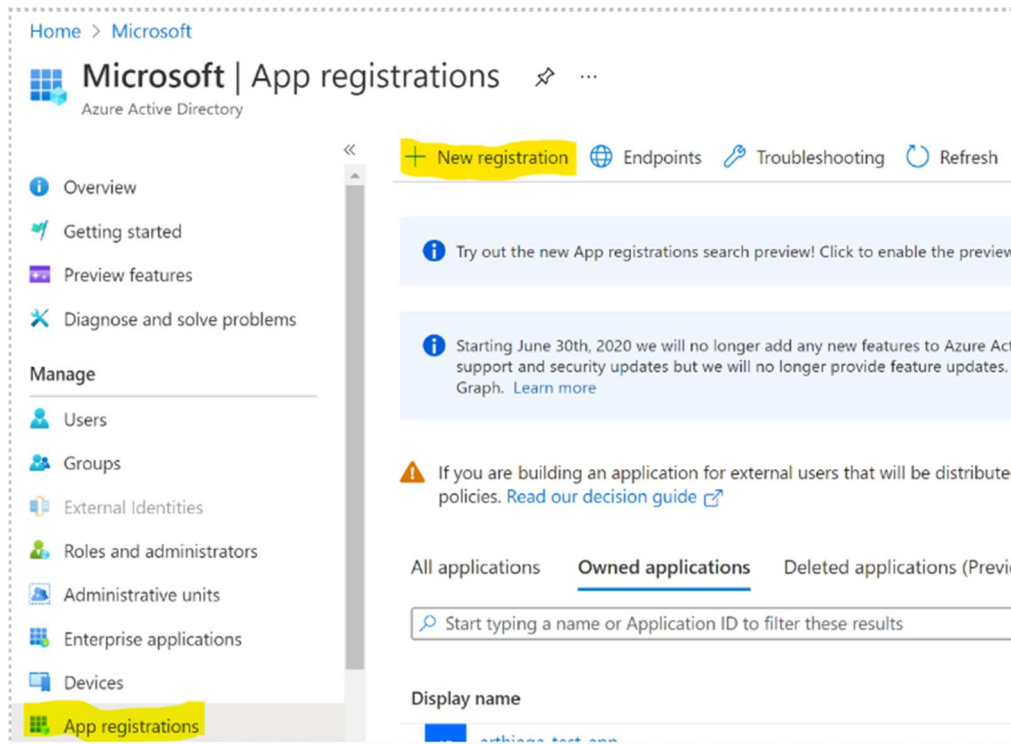 Home > Microsoft
Microsoft | App registrations ...
Azure Active Directory
«
Overview
Getting started
Preview features
Diagnose and solve problems
Manage
Users
Groups
External Identities
Roles and administrators
Administrative units
Enterprise applications
Devices
App registrations
+ New registration Endpoints Troubleshooting Refresh
Try out the new App registrations search preview! Click to enable the preview
Starting June 30th, 2020 we will no longer add any new features to Azure Act
support and security updates but we will no longer provide feature updates.
Graph. Learn more
If you are building an application for external users that will be distribute
policies. Read our decision guide
All applications Owned applications Deleted applications (Previ
Start typing a name or Application ID to filter these results
Display name